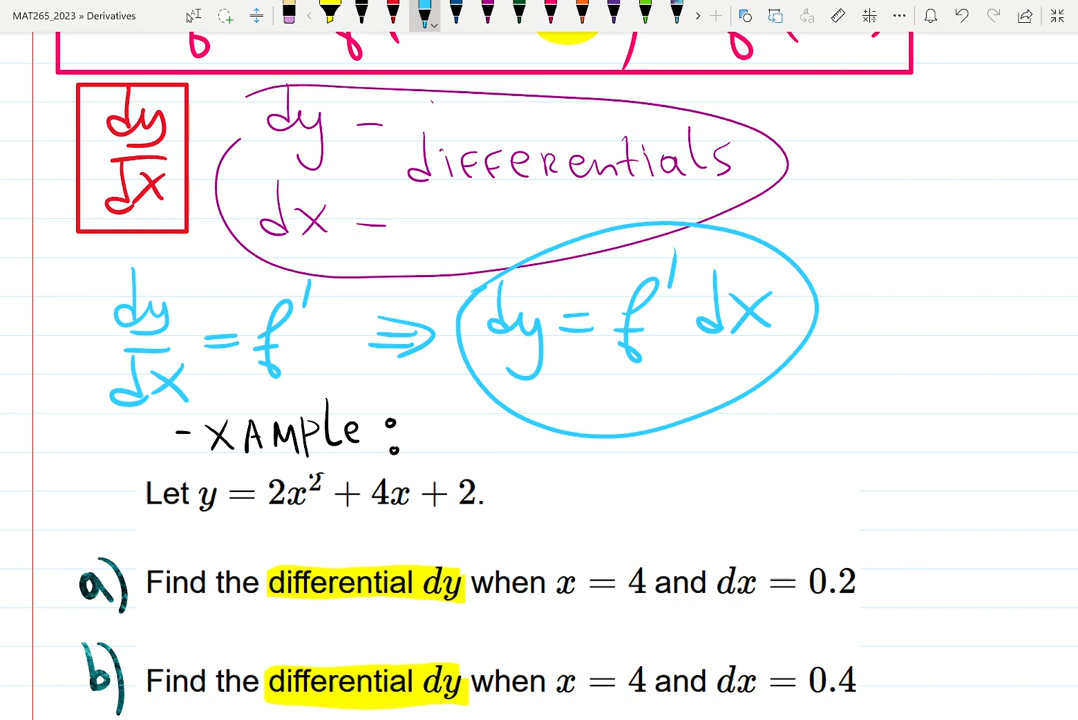 MAT265_2023 » Derivatives
dy
dx
dy -
differentials
dx -
dy/dx = f' ⇒ dy = f' dx
- XAMPLE :
Let y = 2x² + 4x + 2.
a) Find the differential dy when x = 4 and dx = 0.2
b) Find the differential dy when x = 4 and dx = 0.4